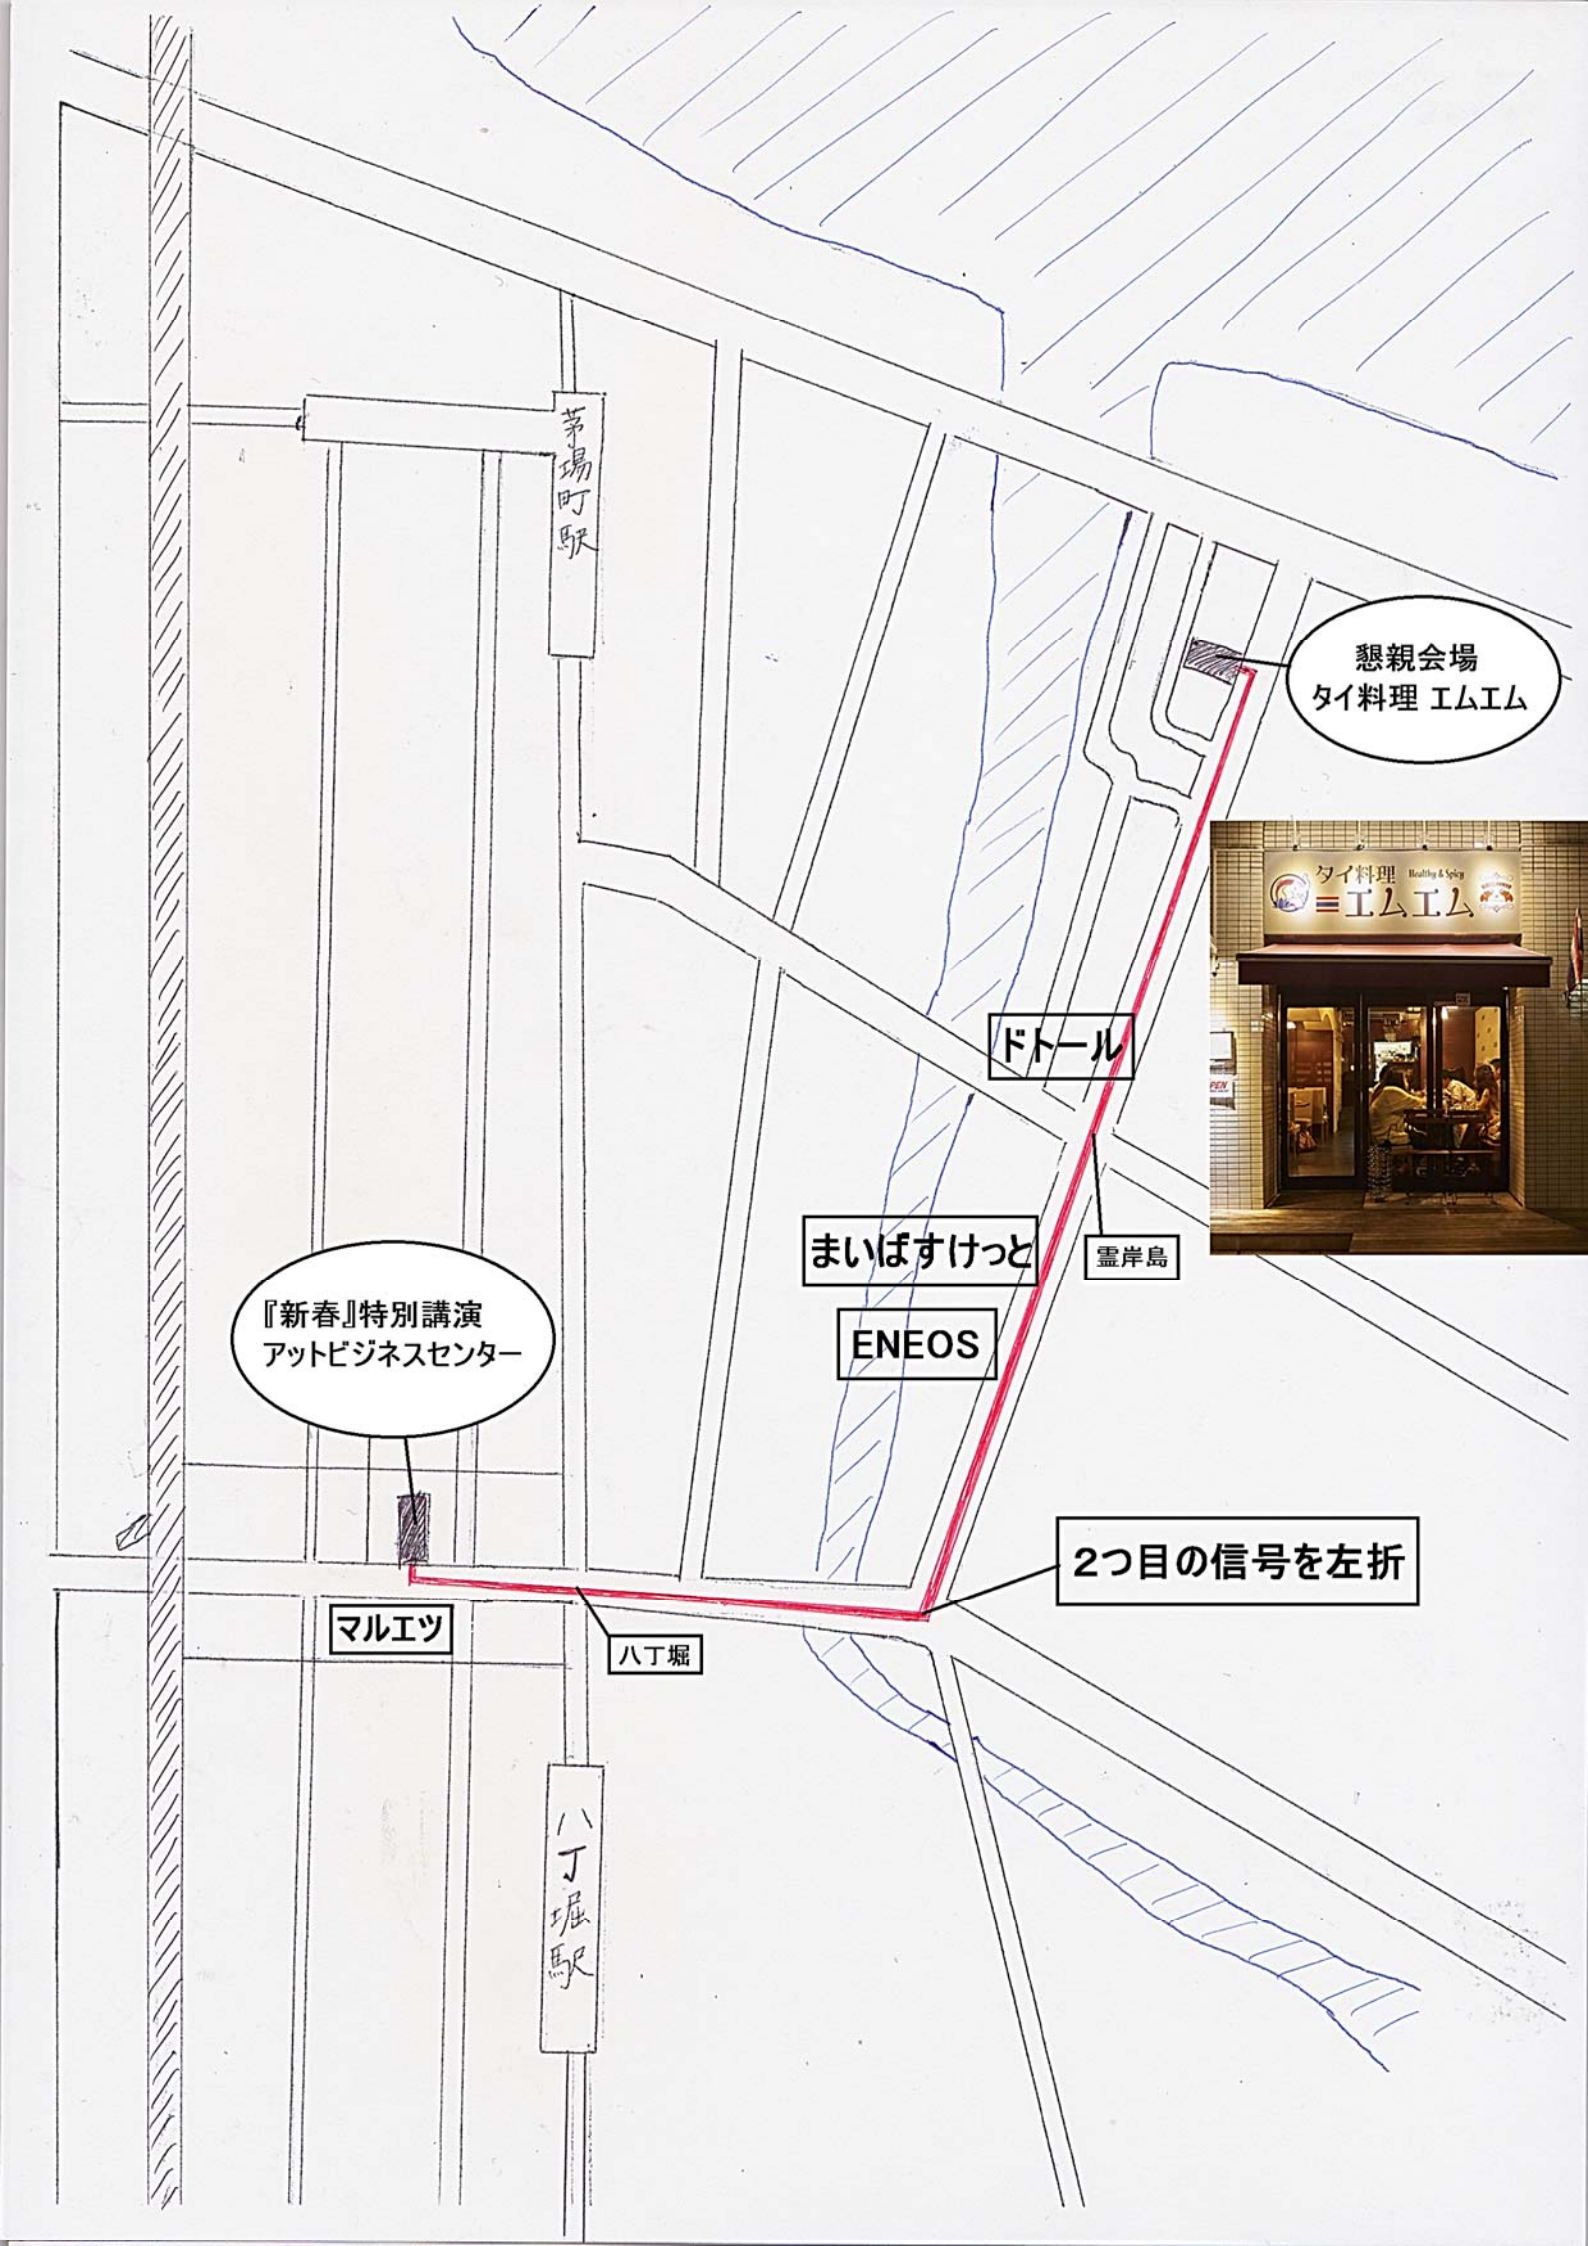 茅場町駅
懇親会場
タイ料理 エムエム
タイ料理 Healthy & Spicy
エムエム
ドトール
まいばすけっと
霊岸島
ENEOS
『新春』特別講演
アットビジネスセンター
2つ目の信号を左折
マルエツ
八丁堀
八丁堀駅